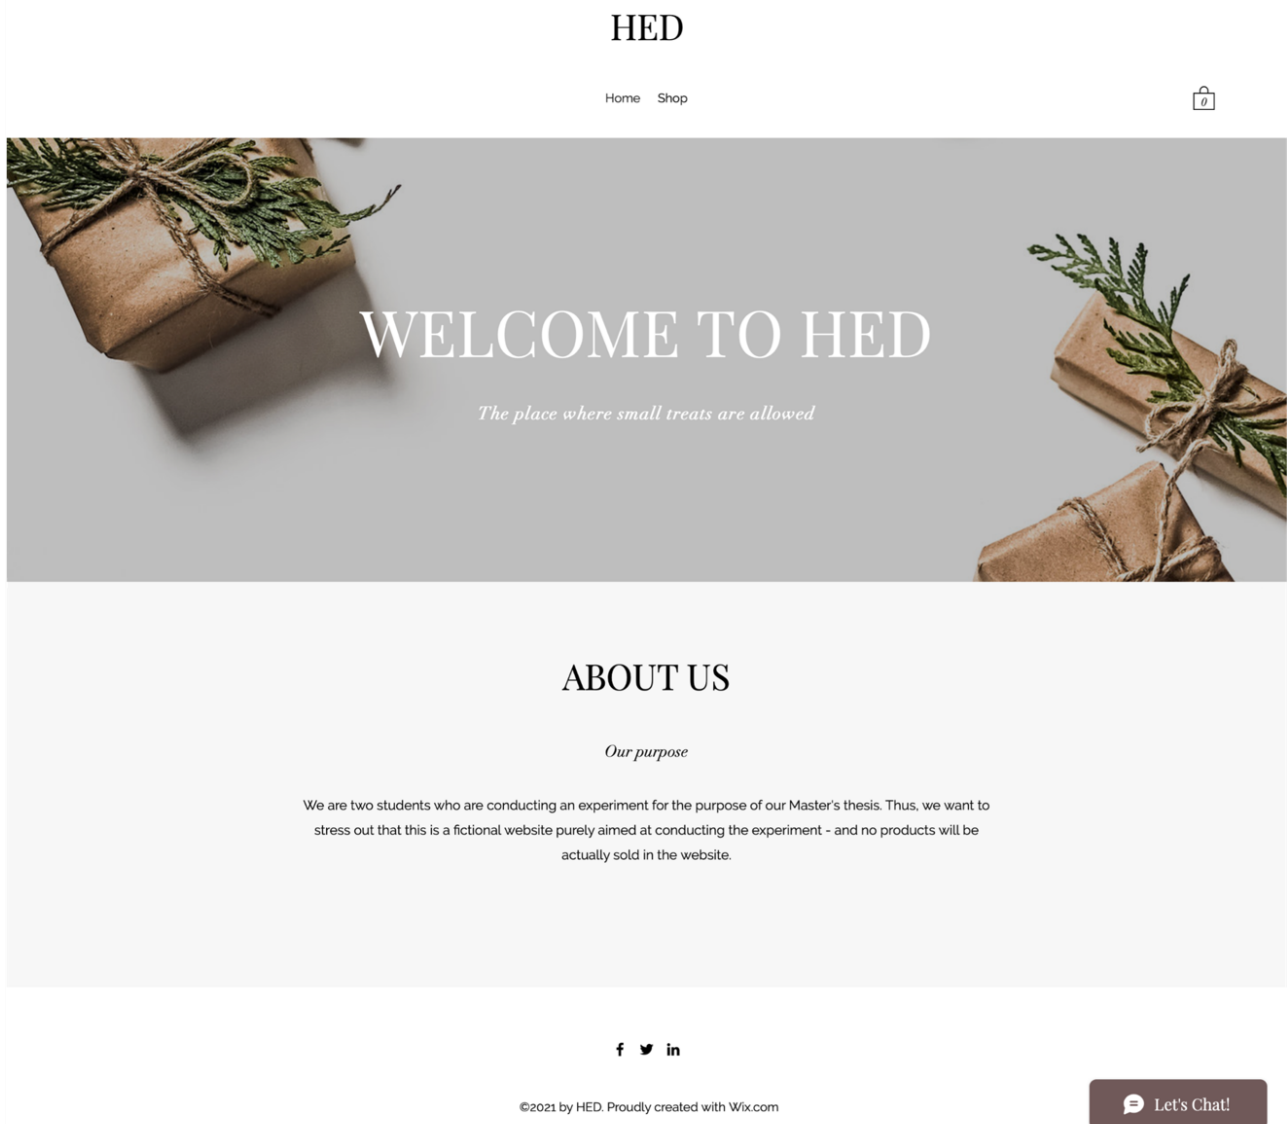 HED
Home Shop
0
WELCOME TO HED
The place where small treats are allowed
ABOUT US
Our purpose
We are two students who are conducting an experiment for the purpose of our Master's thesis. Thus, we want to
stress out that this is a fictional website purely aimed at conducting the experiment - and no products will be
actually sold in the website.
©2021 by HED. Proudly created with Wix.com
Let's Chat!